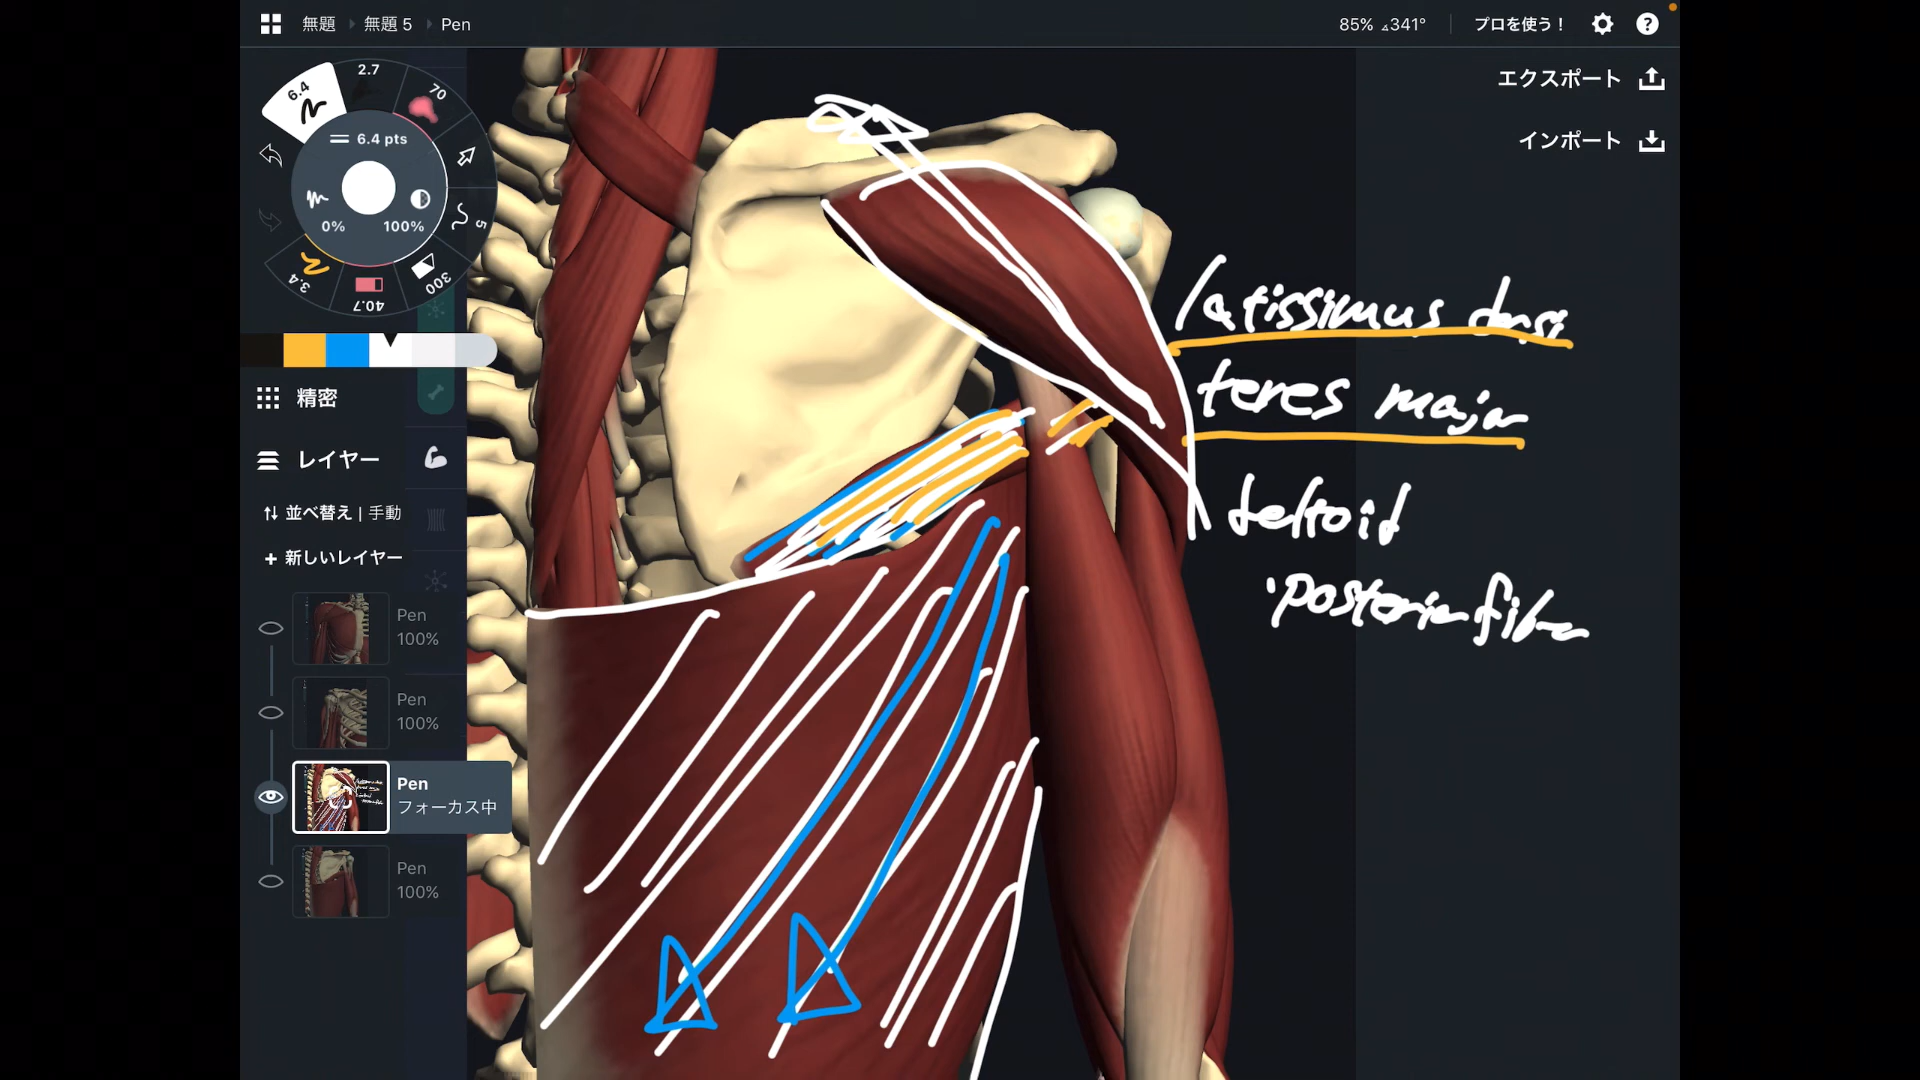 無題 無題 5 Pen
85% ⊿341°
プロを使う！
エクスポート
インポート
2.7
6.4
70
6.4 pts
5
0% 100%
3.4
40.7
300
精密
レイヤー
並べ替え | 手動
+ 新しいレイヤー
Pen
100%
Pen
100%
Pen
フォーカス中
Pen
100%
latissimus dorsi
teres major
deltoid
・posterior fiber